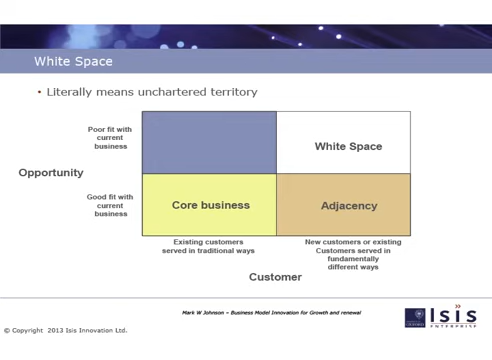 White Space
• Literally means unchartered territory
Poor fit with
current
business
White Space
Opportunity
Good fit with
current
business
Core business
Adjacency
Existing customers
served in traditional ways
New customers or existing
Customers served in
fundamentally
different ways
Customer
Mark W Johnson – Business Model Innovation for Growth and renewal
Isis
ENTERPRISE
© Copyright 2013 Isis Innovation Ltd.